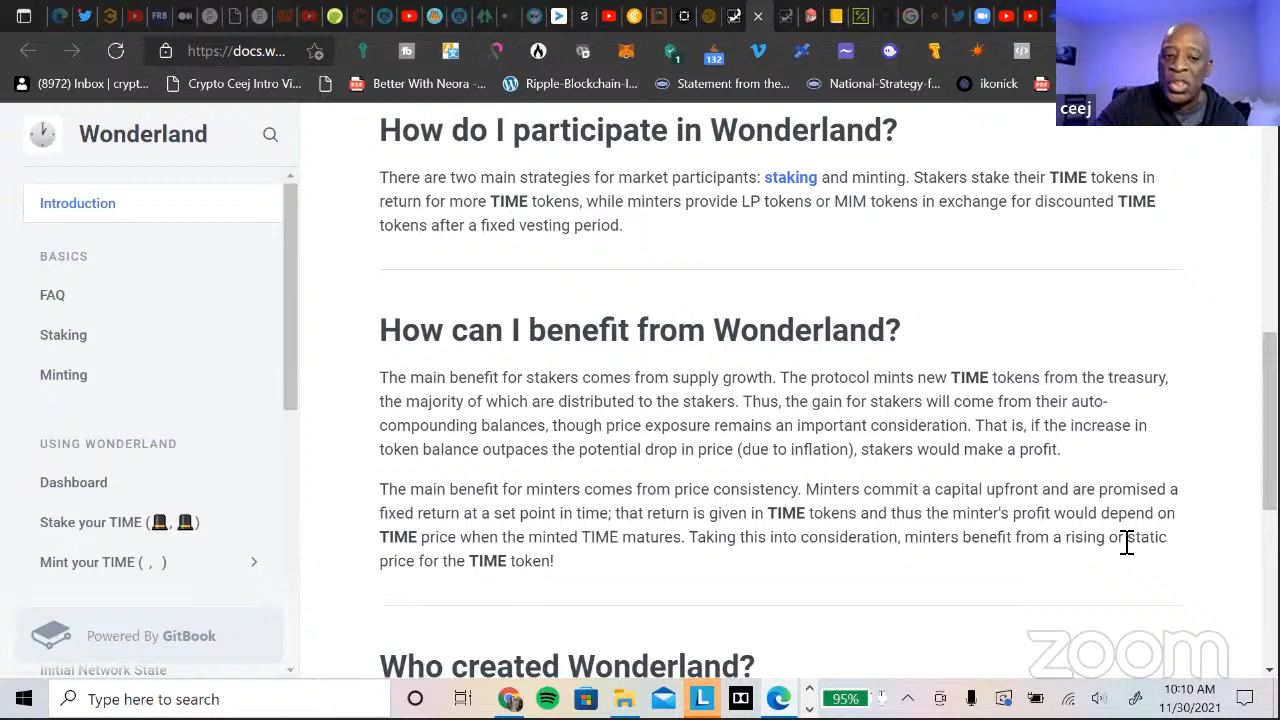 https://docs.w...
132
(8972) Inbox | crypt...
Crypto Ceej Intro Vi...
Better With Neora -...
Ripple-Blockchain-I...
Statement from the...
National-Strategy-f...
ikonick
ceej
Wonderland
Introduction
BASICS
FAQ
Staking
Minting
USING WONDERLAND
Dashboard
Stake your TIME (🎩, 🎩)
Mint your TIME ( , )
Powered By GitBook
Initial Network State
How do I participate in Wonderland?
There are two main strategies for market participants: staking and minting. Stakers stake their TIME tokens in
return for more TIME tokens, while minters provide LP tokens or MIM tokens in exchange for discounted TIME
tokens after a fixed vesting period.
How can I benefit from Wonderland?
The main benefit for stakers comes from supply growth. The protocol mints new TIME tokens from the treasury,
the majority of which are distributed to the stakers. Thus, the gain for stakers will come from their auto-
compounding balances, though price exposure remains an important consideration. That is, if the increase in
token balance outpaces the potential drop in price (due to inflation), stakers would make a profit.
The main benefit for minters comes from price consistency. Minters commit a capital upfront and are promised a
fixed return at a set point in time; that return is given in TIME tokens and thus the minter's profit would depend on
TIME price when the minted TIME matures. Taking this into consideration, minters benefit from a rising or static
price for the TIME token!
Who created Wonderland?
zoom
Type here to search
95%
10:10 AM
11/30/2021